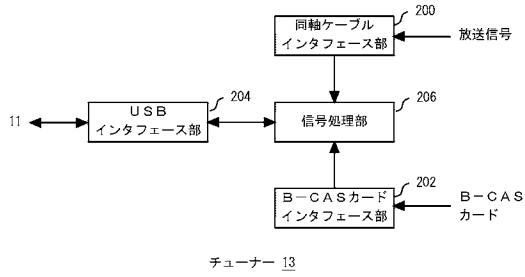 200
同軸ケーブル
インタフェース部
放送信号
204
USB
インタフェース部
11
206
信号処理部
202
B-CASカード
インタフェース部
B-CAS
カード
チューナー 13